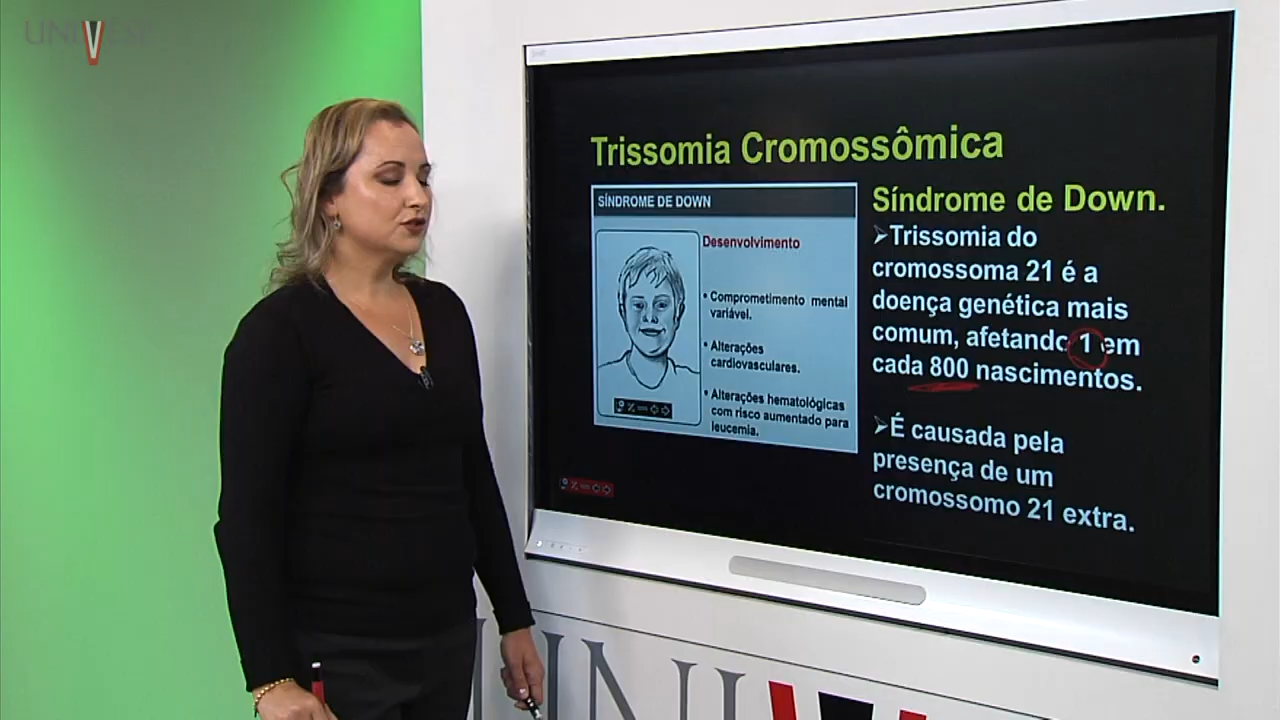 UNIVESP
Trissomia Cromossômica
SÍNDROME DE DOWN
Desenvolvimento
• Comprometimento mental
variável.
• Alterações
cardiovasculares.
• Alterações hematológicas
com risco aumentado para
leucemia.
Síndrome de Down.
➢Trissomia do
cromossoma 21 é a
doença genética mais
comum, afetando 1 em
cada 800 nascimentos.
➢É causada pela
presença de um
cromossomo 21 extra.
UNIV